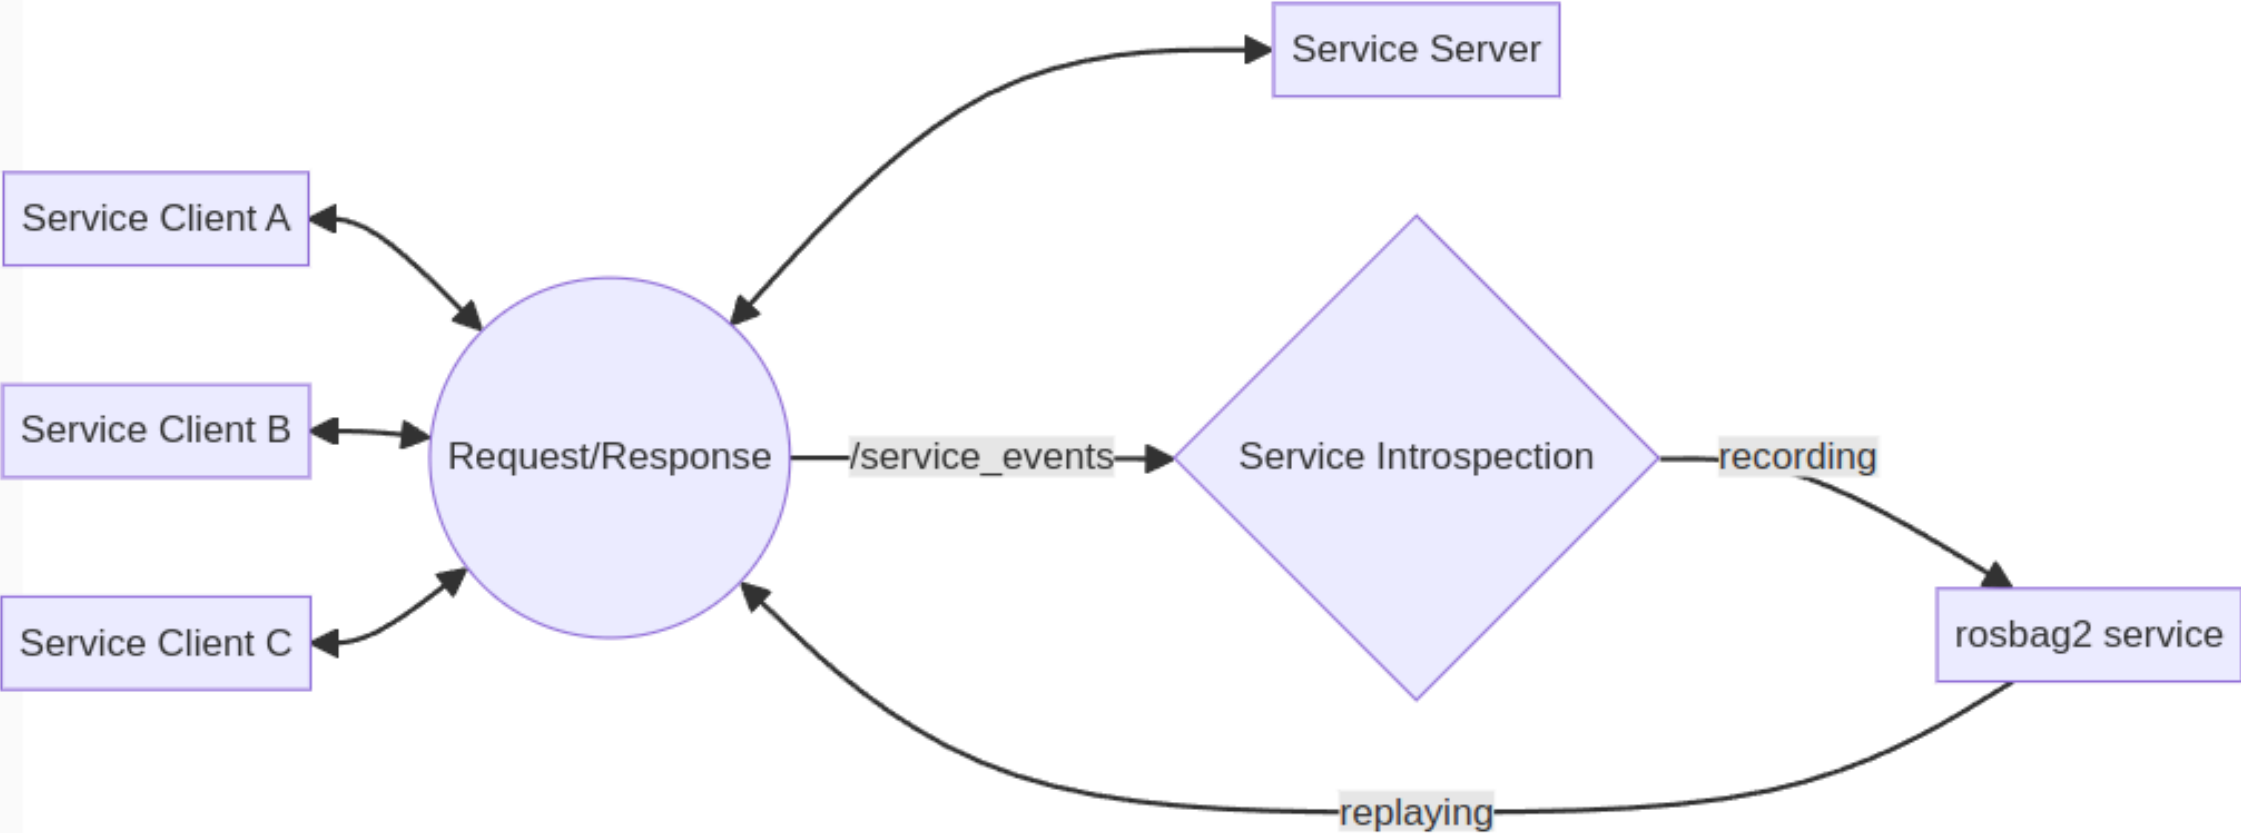 Service Server
Service Client A
Service Client B
Request/Response
/service_events
Service Introspection
recording
Service Client C
rosbag2 service
replaying